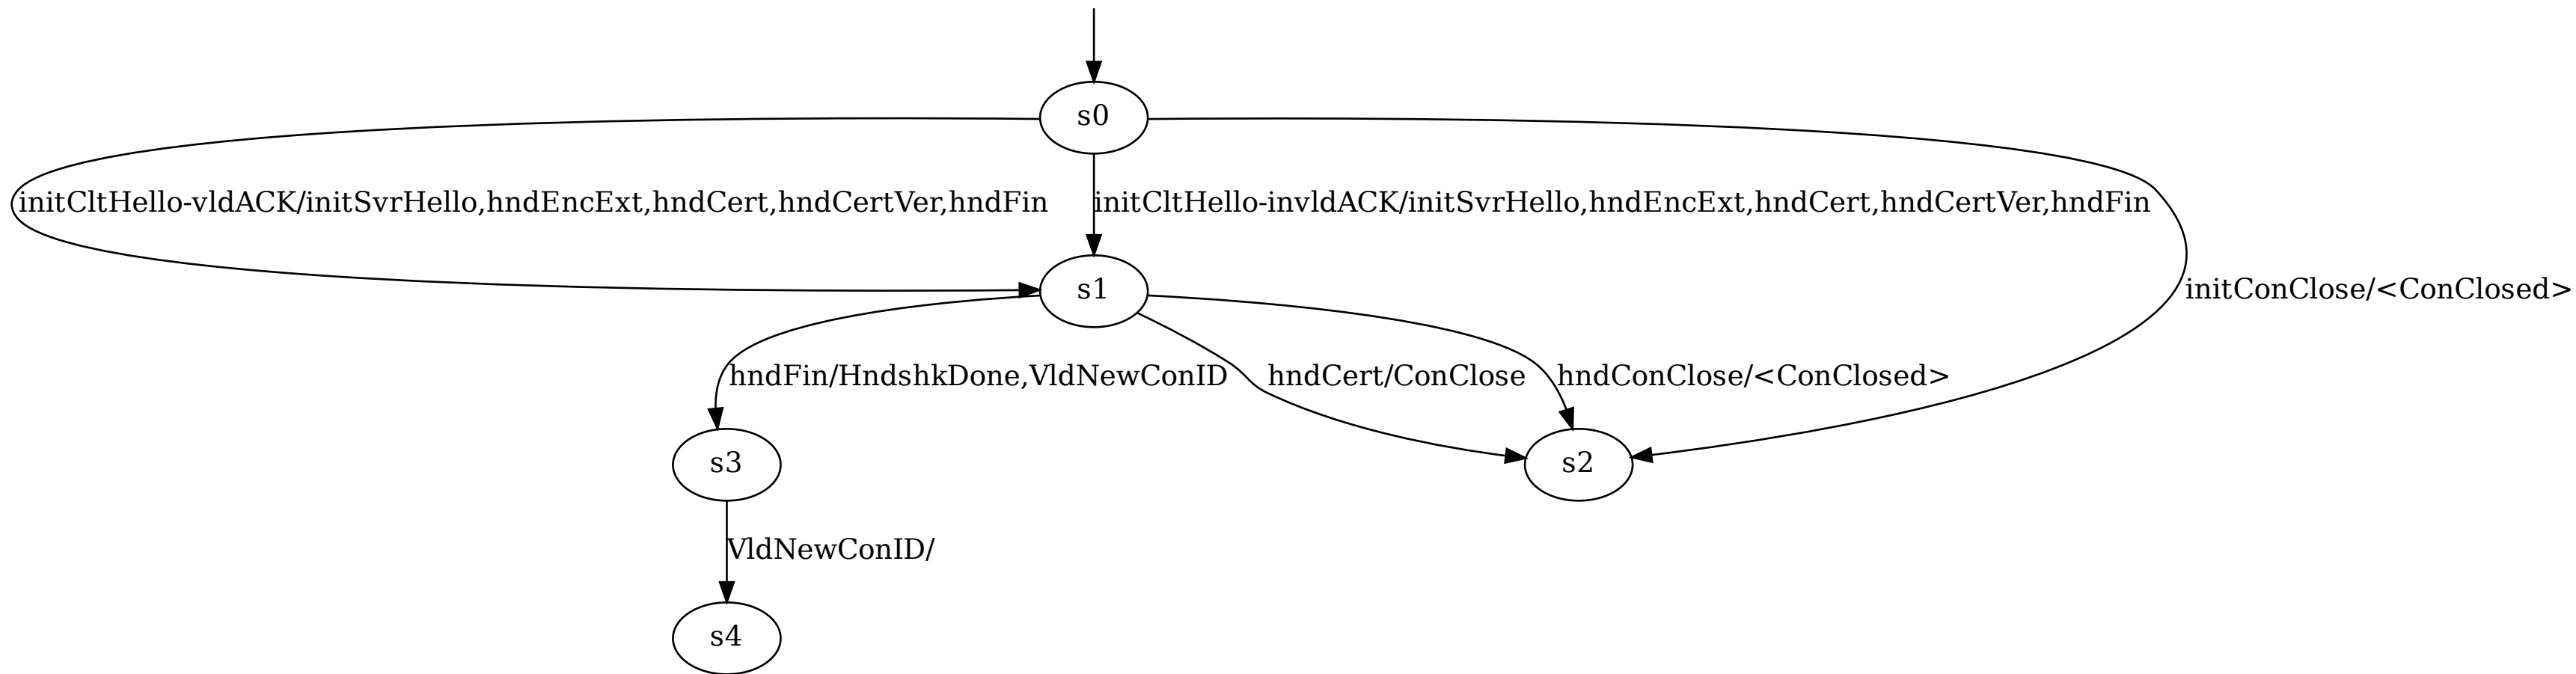 s0
initCltHello-vldACK/initSvrHello,hndEncExt,hndCert,hndCertVer,hndFin
initCltHello-invldACK/initSvrHello,hndEncExt,hndCert,hndCertVer,hndFin
s1
initConClose/<ConClosed>
hndFin/HndshkDone,VldNewConID
hndCert/ConClose
hndConClose/<ConClosed>
s3
s2
VldNewConID/
s4